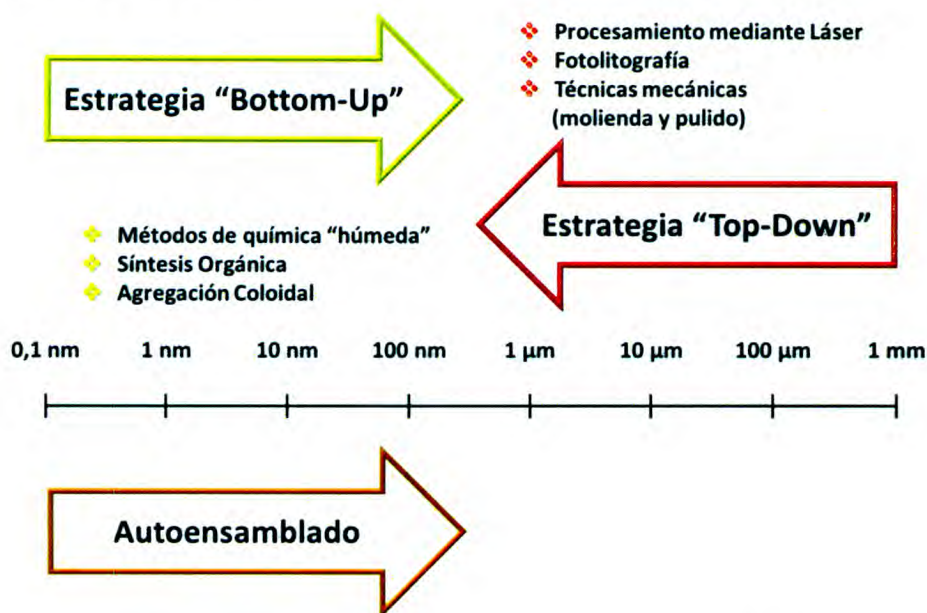 Estrategia “Bottom-Up”
❖ Procesamiento mediante Láser
❖ Fotolitografía
❖ Técnicas mecánicas
(molienda y pulido)
Estrategia “Top-Down”
❖ Métodos de química “húmeda”
❖ Síntesis Orgánica
❖ Agregación Coloidal
0,1 nm 1 nm 10 nm 100 nm 1 µm 10 µm 100 µm 1 mm
Autoensamblado